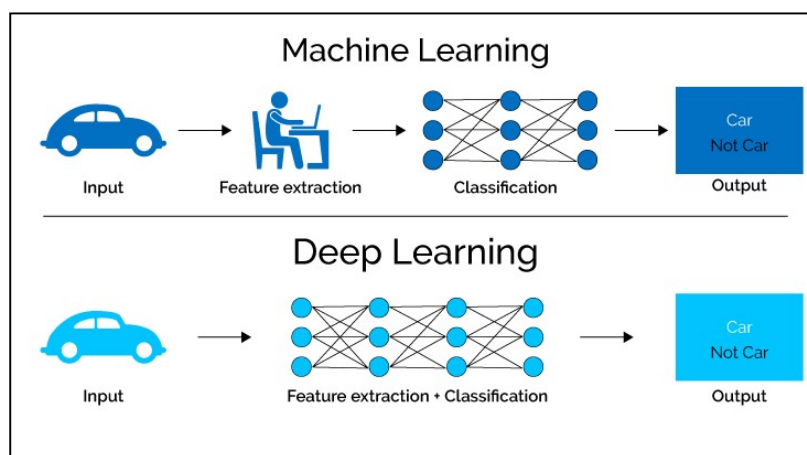 Machine Learning
Car
Not Car
Input
Feature extraction
Classification
Output
Deep Learning
Car
Not Car
Input
Feature extraction + Classification
Output